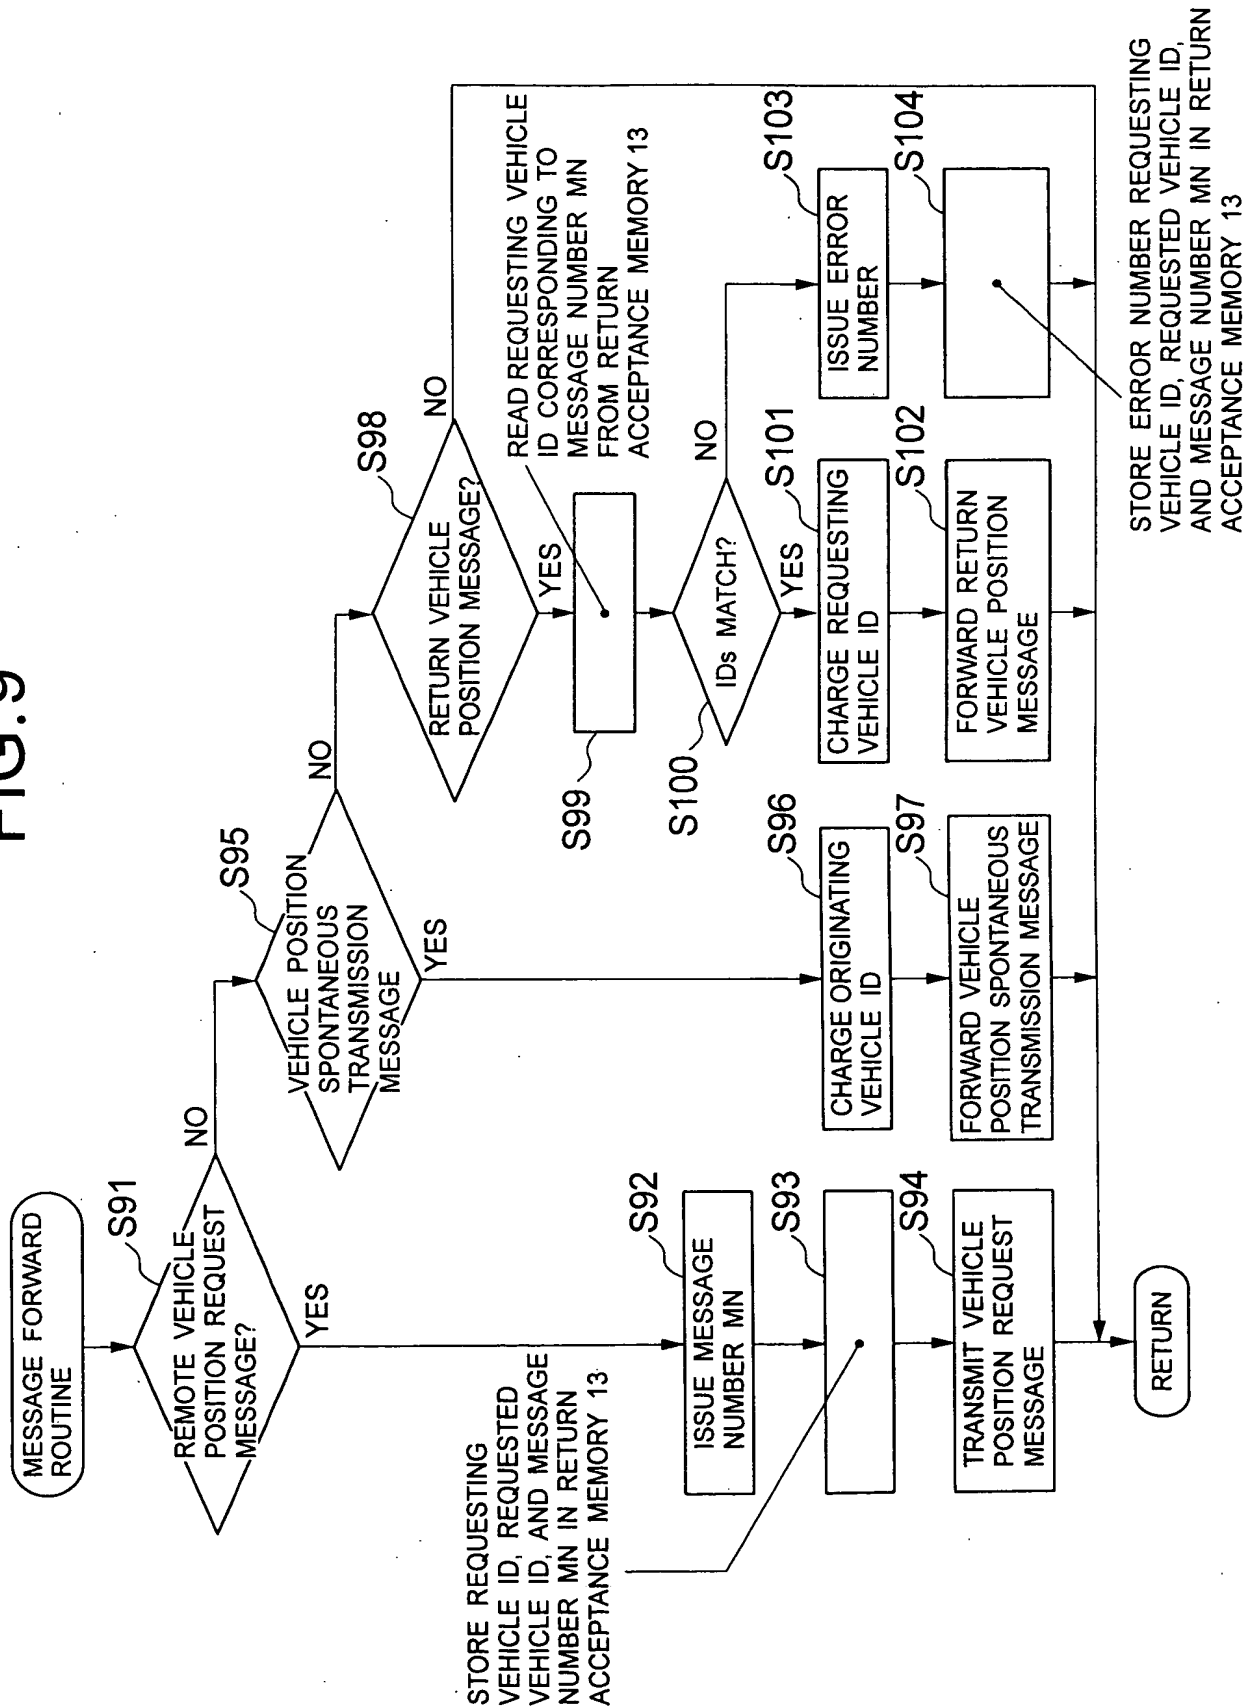 FIG.9
MESSAGE FORWARD
ROUTINE
S91
REMOTE VEHICLE
POSITION REQUEST
MESSAGE?
NO
YES
S95
VEHICLE POSITION
SPONTANEOUS
TRANSMISSION
MESSAGE
NO
YES
S98
RETURN VEHICLE
POSITION MESSAGE?
NO
YES
STORE REQUESTING
VEHICLE ID, REQUESTED
VEHICLE ID, AND MESSAGE
NUMBER MN IN RETURN
ACCEPTANCE MEMORY 13
S92
ISSUE MESSAGE
NUMBER MN
S93
S94
TRANSMIT VEHICLE
POSITION REQUEST
MESSAGE
S96
CHARGE ORIGINATING
VEHICLE ID
S97
FORWARD VEHICLE
POSITION SPONTANEOUS
TRANSMISSION MESSAGE
S99
READ REQUESTING VEHICLE
ID CORRESPONDING TO
MESSAGE NUMBER MN
FROM RETURN
ACCEPTANCE MEMORY 13
S100
IDs MATCH?
NO
YES
S101
CHARGE REQUESTING
VEHICLE ID
S102
FORWARD RETURN
VEHICLE POSITION
MESSAGE
S103
ISSUE ERROR
NUMBER
S104
STORE ERROR NUMBER REQUESTING
VEHICLE ID, REQUESTED VEHICLE ID,
AND MESSAGE NUMBER MN IN RETURN
ACCEPTANCE MEMORY 13
RETURN